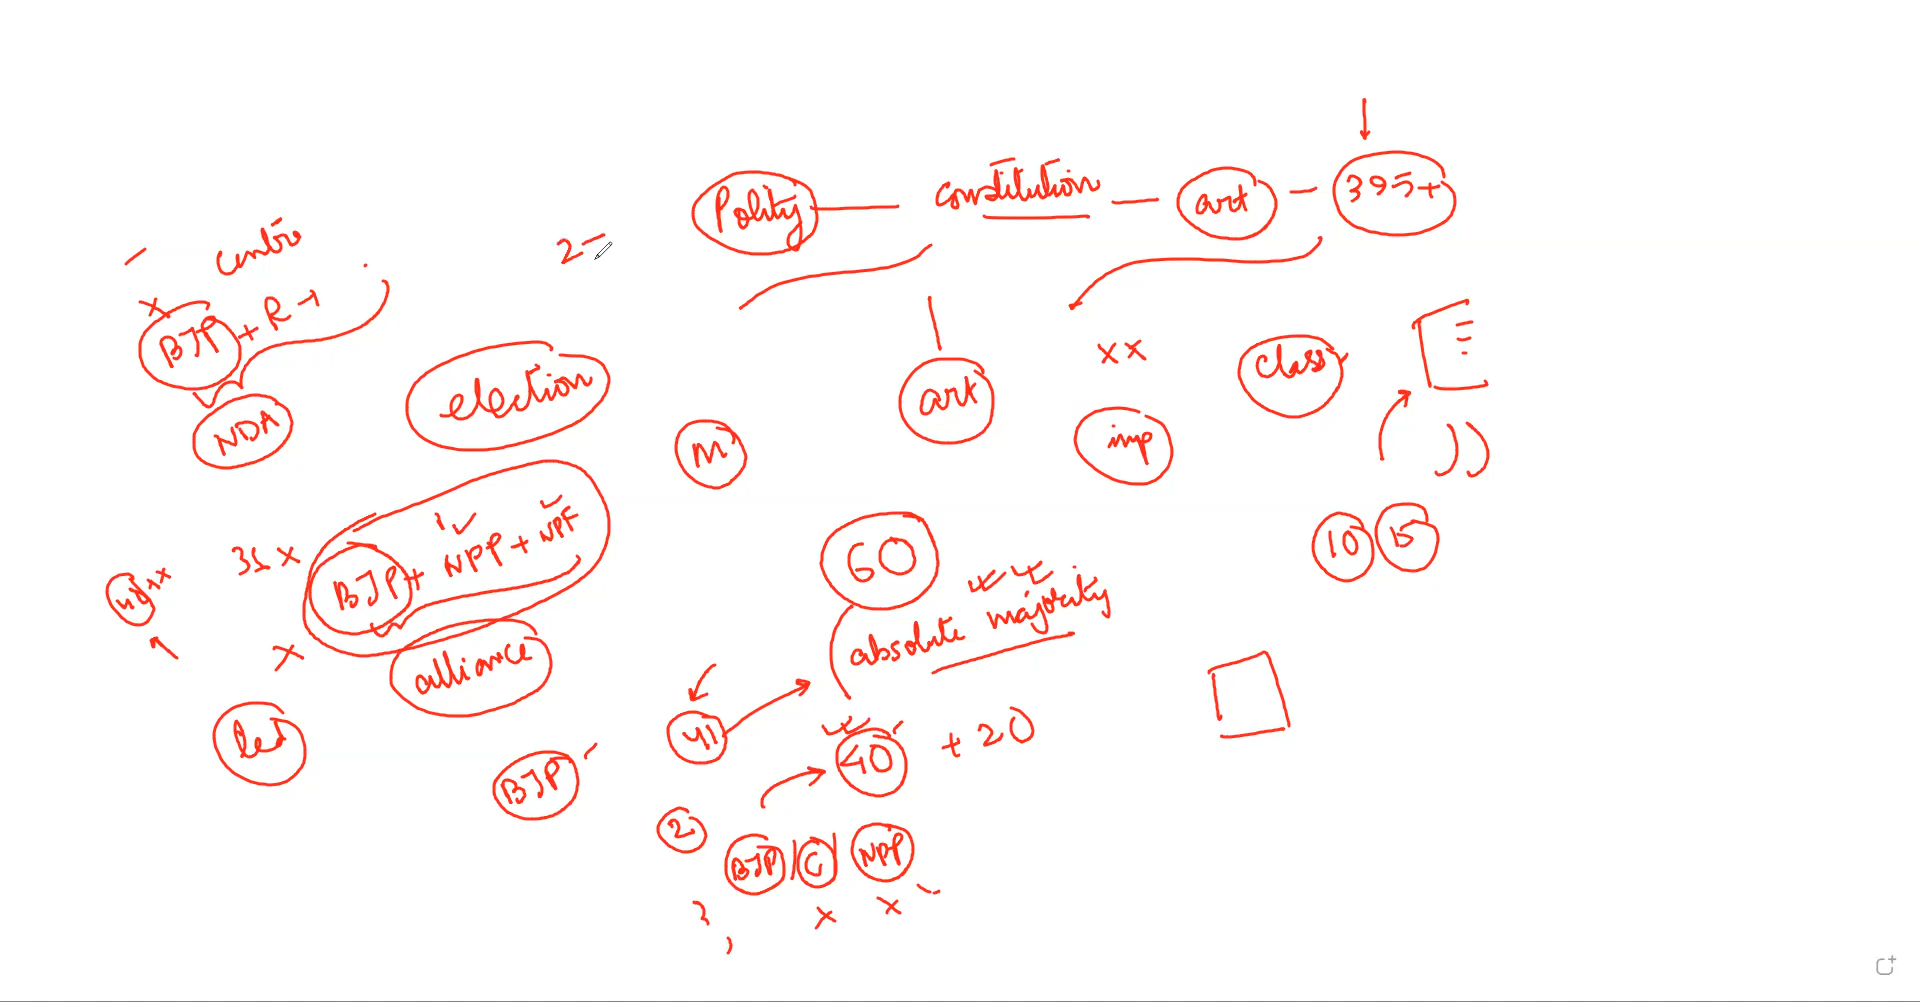 Polity — constitution — art — 395+
centre
2 -
BJP + R +
NDA
election
art
xx
class
M
imp
31 x
BJP + NPP + NPF
60
10 15
absolute majority
x
alliance
led
41
40 + 20
BJP
2
BJP / C / NPP
x x
3